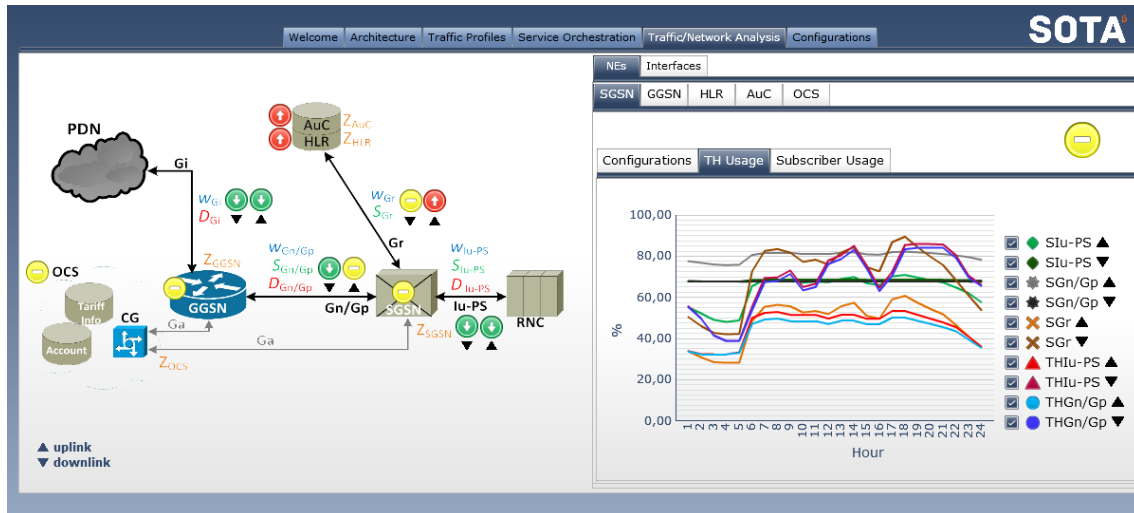 SOTA β
Welcome Architecture Traffic Profiles Service Orchestration Traffic/Network Analysis Configurations
NEs Interfaces
SGSN GGSN HLR AuC OCS
Configurations TH Usage Subscriber Usage
PDN
Gi
AuC
HLR
ZAuC
ZHLR
wGi
DGi
wGr
SGr
Gr
ZGGSN
wGn/Gp
SGn/Gp
DGn/Gp
wIu-PS
SIu-PS
DIu-PS
OCS
GGSN
Gn/Gp
SGSN
Iu-PS
RNC
Tariff
Info
CG
Ga
Ga
Account
ZOCS
ZSGSN
▲ uplink
▼ downlink
100,00
80,00
60,00
40,00
20,00
0,00
%
1 2 3 4 5 6 7 8 9 10 11 12 13 14 15 16 17 18 19 20 21 22 23 24
Hour
SIu-PS ▲
SIu-PS ▼
SGn/Gp ▲
SGn/Gp ▼
SGr ▲
SGr ▼
THIu-PS ▲
THIu-PS ▼
THGn/Gp ▲
THGn/Gp ▼